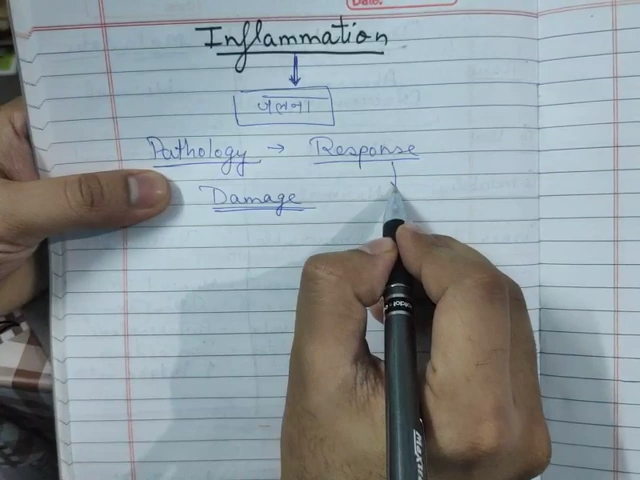 Date:
Inflammation
जलना
Pathology → Response
Damage